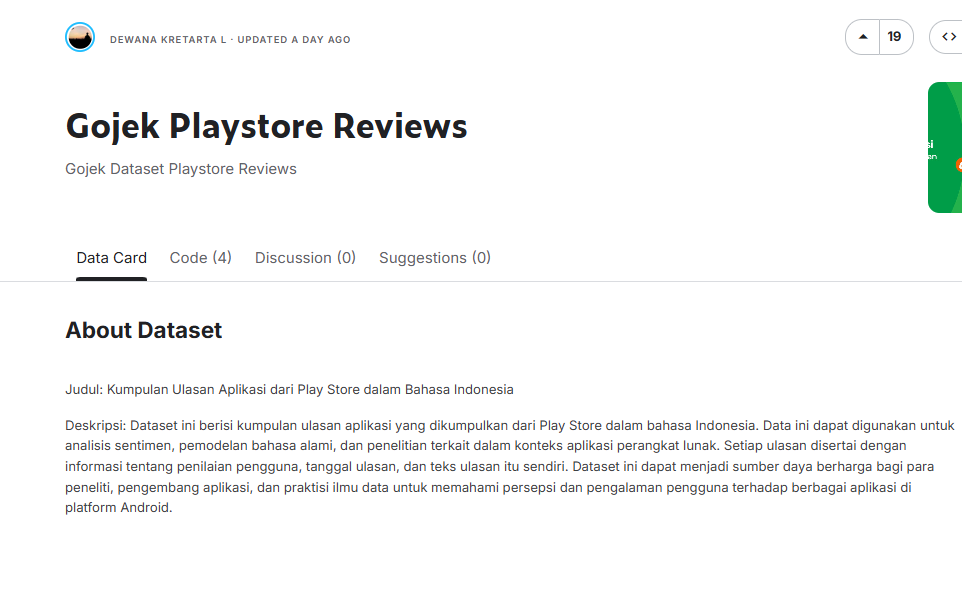 DEWANA KRETARTA L · UPDATED A DAY AGO
19
Gojek Playstore Reviews
Gojek Dataset Playstore Reviews
Data Card
Code (4)
Discussion (0)
Suggestions (0)
About Dataset
Judul: Kumpulan Ulasan Aplikasi dari Play Store dalam Bahasa Indonesia
Deskripsi: Dataset ini berisi kumpulan ulasan aplikasi yang dikumpulkan dari Play Store dalam bahasa Indonesia. Data ini dapat digunakan untuk
analisis sentimen, pemodelan bahasa alami, dan penelitian terkait dalam konteks aplikasi perangkat lunak. Setiap ulasan disertai dengan
informasi tentang penilaian pengguna, tanggal ulasan, dan teks ulasan itu sendiri. Dataset ini dapat menjadi sumber daya berharga bagi para
peneliti, pengembang aplikasi, dan praktisi ilmu data untuk memahami persepsi dan pengalaman pengguna terhadap berbagai aplikasi di
platform Android.